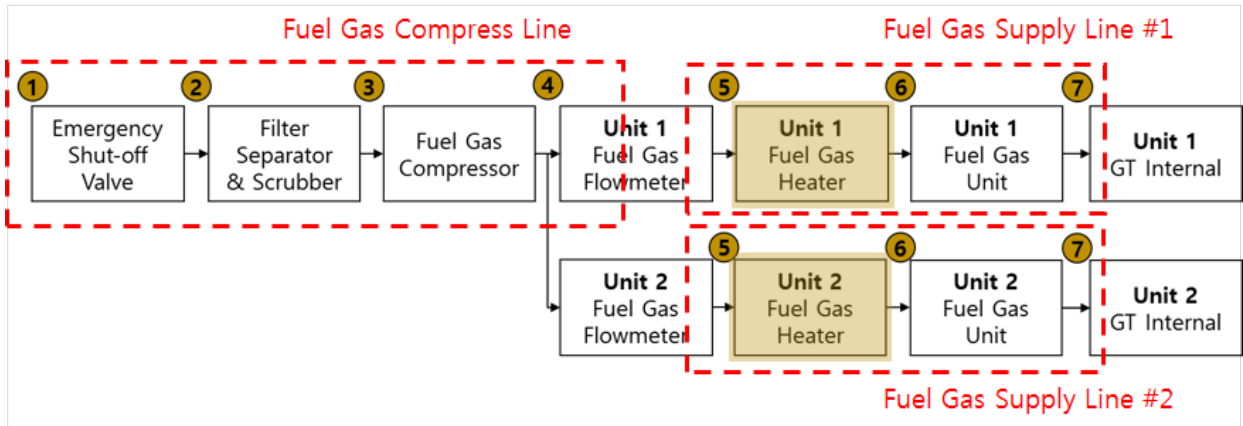 Fuel Gas Compress Line
Fuel Gas Supply Line #1
1
2
3
4
5
6
7
Emergency
Shut-off
Valve
Filter
Separator
& Scrubber
Fuel Gas
Compressor
Unit 1
Fuel Gas
Flowmeter
Unit 1
Fuel Gas
Heater
Unit 1
Fuel Gas
Unit
Unit 1
GT Internal
5
6
7
Unit 2
Fuel Gas
Flowmeter
Unit 2
Fuel Gas
Heater
Unit 2
Fuel Gas
Unit
Unit 2
GT Internal
Fuel Gas Supply Line #2